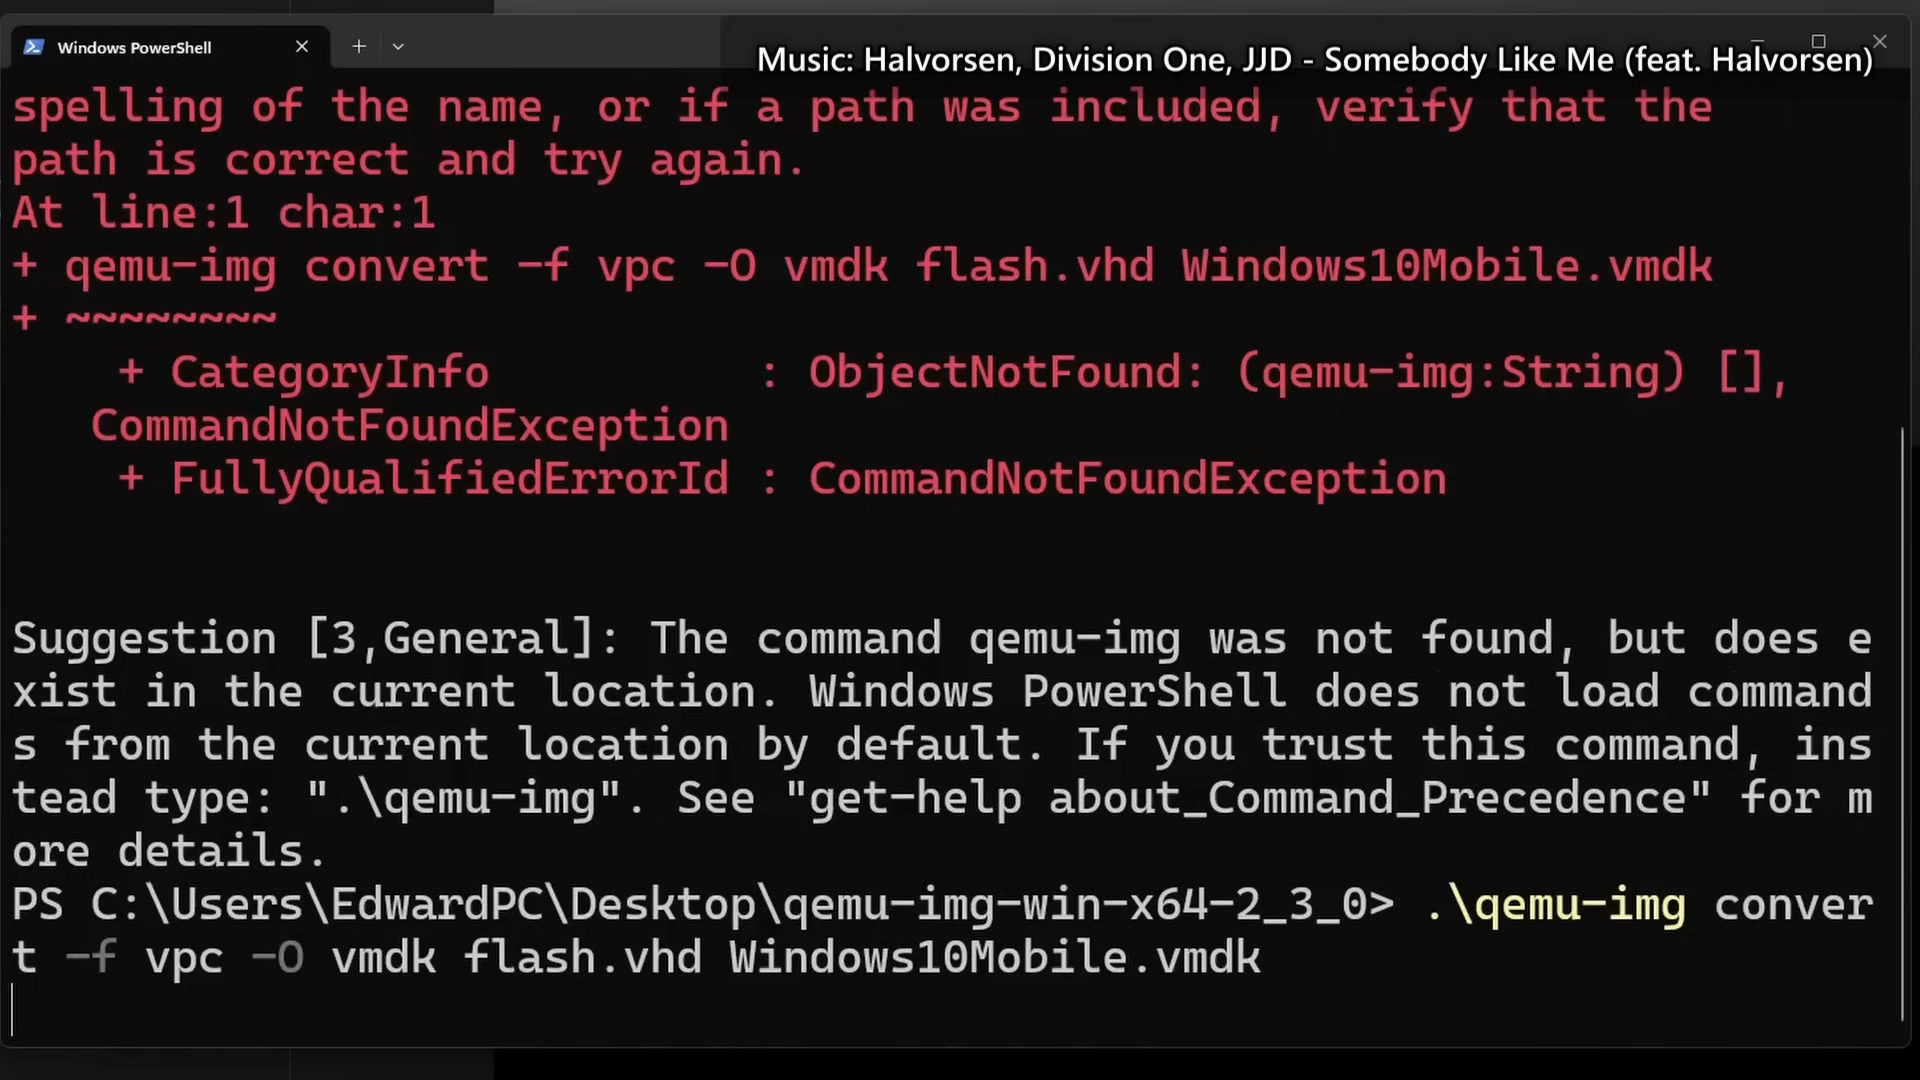 Windows PowerShell
Music: Halvorsen, Division One, JJD - Somebody Like Me (feat. Halvorsen)
spelling of the name, or if a path was included, verify that the
path is correct and try again.
At line:1 char:1
+ qemu-img convert -f vpc -O vmdk flash.vhd Windows10Mobile.vmdk
+ ~~~~~~~~
+ CategoryInfo : ObjectNotFound: (qemu-img:String) [],
CommandNotFoundException
+ FullyQualifiedErrorId : CommandNotFoundException
Suggestion [3,General]: The command qemu-img was not found, but does e
xist in the current location. Windows PowerShell does not load command
s from the current location by default. If you trust this command, ins
tead type: ".\qemu-img". See "get-help about_Command_Precedence" for m
ore details.
PS C:\Users\EdwardPC\Desktop\qemu-img-win-x64-2_3_0> .\qemu-img conver
t -f vpc -O vmdk flash.vhd Windows10Mobile.vmdk